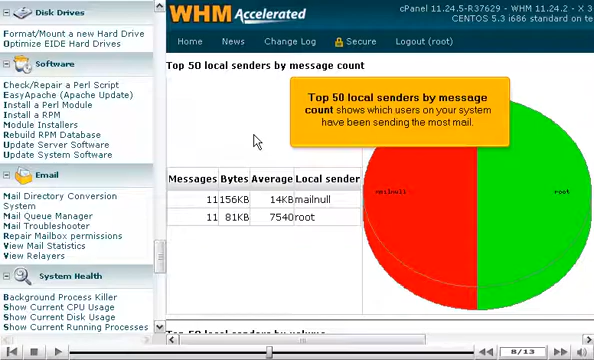 Disk Drives
Format/Mount a new Hard Drive
Optimize EIDE Hard Drives
Software
Check/Repair a Perl Script
EasyApache (Apache Update)
Install a Perl Module
Install a RPM
Module Installers
Rebuild RPM Database
Update Server Software
Update System Software
Email
Mail Directory Conversion
System
Mail Queue Manager
Mail Troubleshooter
Repair Mailbox permissions
View Mail Statistics
View Relayers
System Health
Background Process Killer
Show Current CPU Usage
Show Current Disk Usage
Show Current Running Processes
WHM Accelerated
cPanel 11.24.5-R37629 - WHM 11.24.2 - X 3
CENTOS 5.3 i686 standard on te
Home News Change Log Secure Logout (root)
Top 50 local senders by message count
Top 50 local senders by message
count shows which users on your system
have been sending the most mail.
Messages Bytes Average Local sender
11 156KB 14KB mailnull
11 81KB 7540 root
mailnull
root
Top 50 local senders by volume
8/13